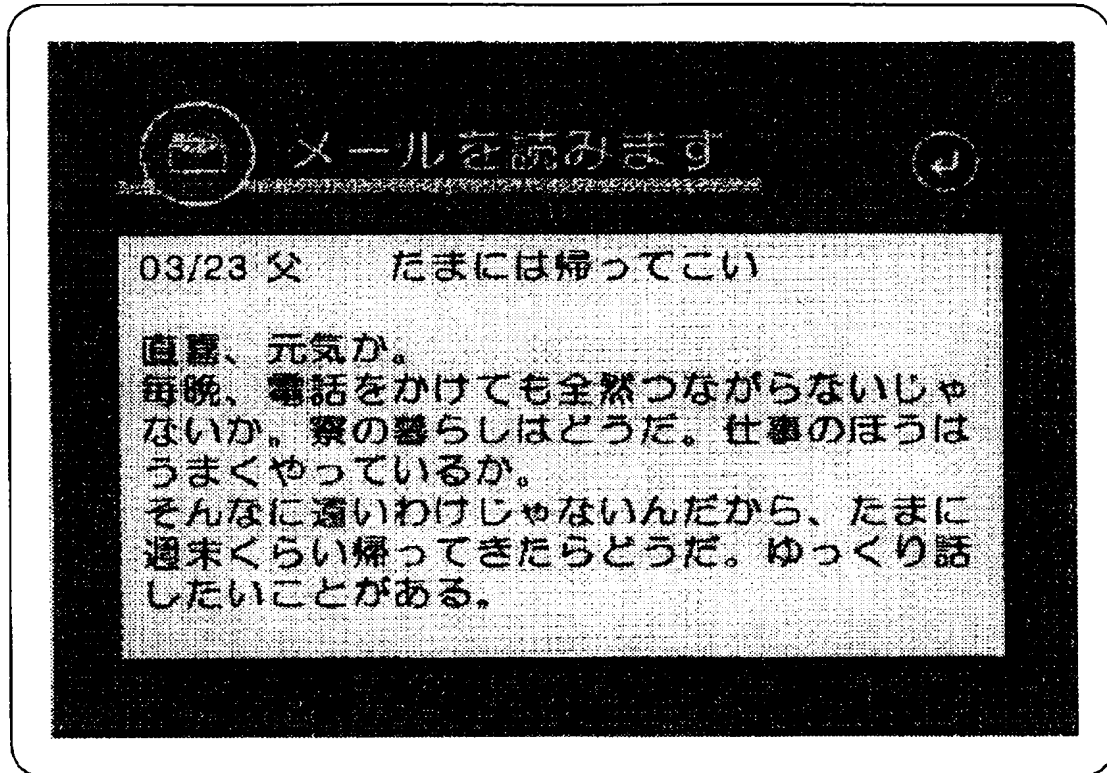 メールを読みます
03/23 父 たまには帰ってこい
直喜、元気か。
毎晩、電話をかけても全然つながらないじゃ
ないか。寮の暮らしはどうだ。仕事のほうは
うまくやっているか。
そんなに遠いわけじゃないんだから、たまに
週末くらい帰ってきたらどうだ。ゆっくり話
したいことがある。